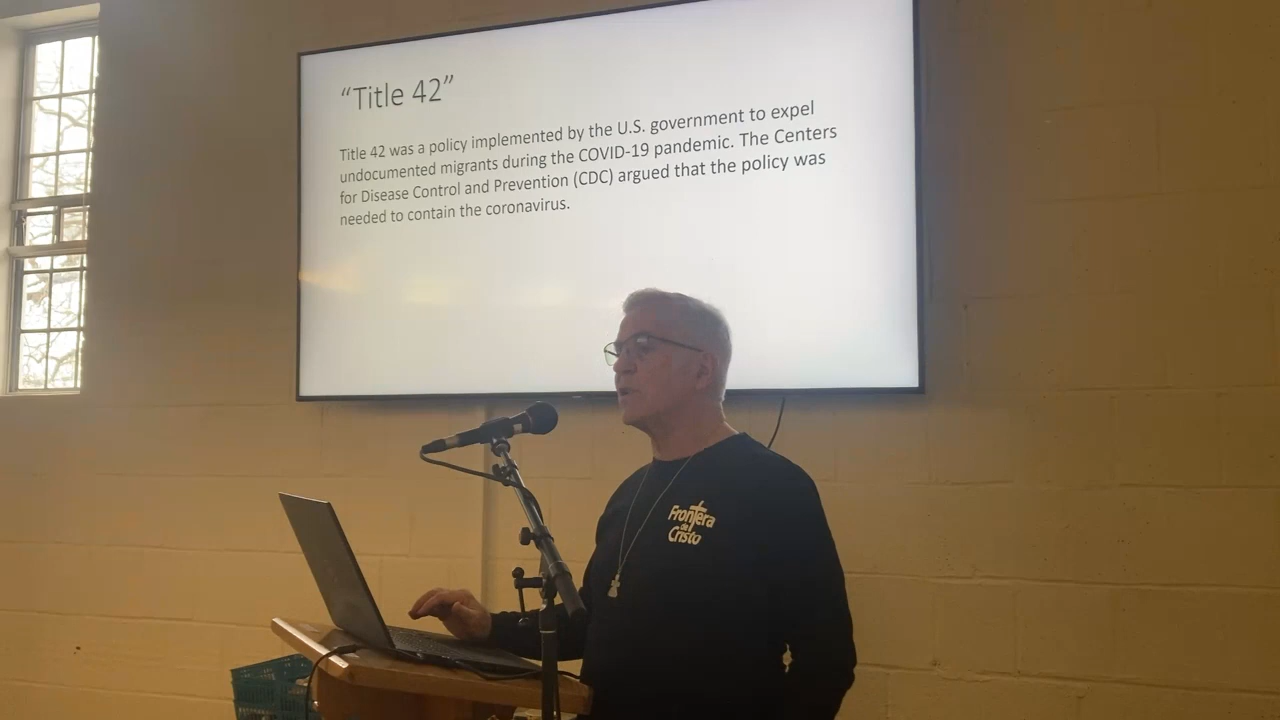 “Title 42”
Title 42 was a policy implemented by the U.S. government to expel
undocumented migrants during the COVID-19 pandemic. The Centers
for Disease Control and Prevention (CDC) argued that the policy was
needed to contain the coronavirus.
Frontera
de
Cristo